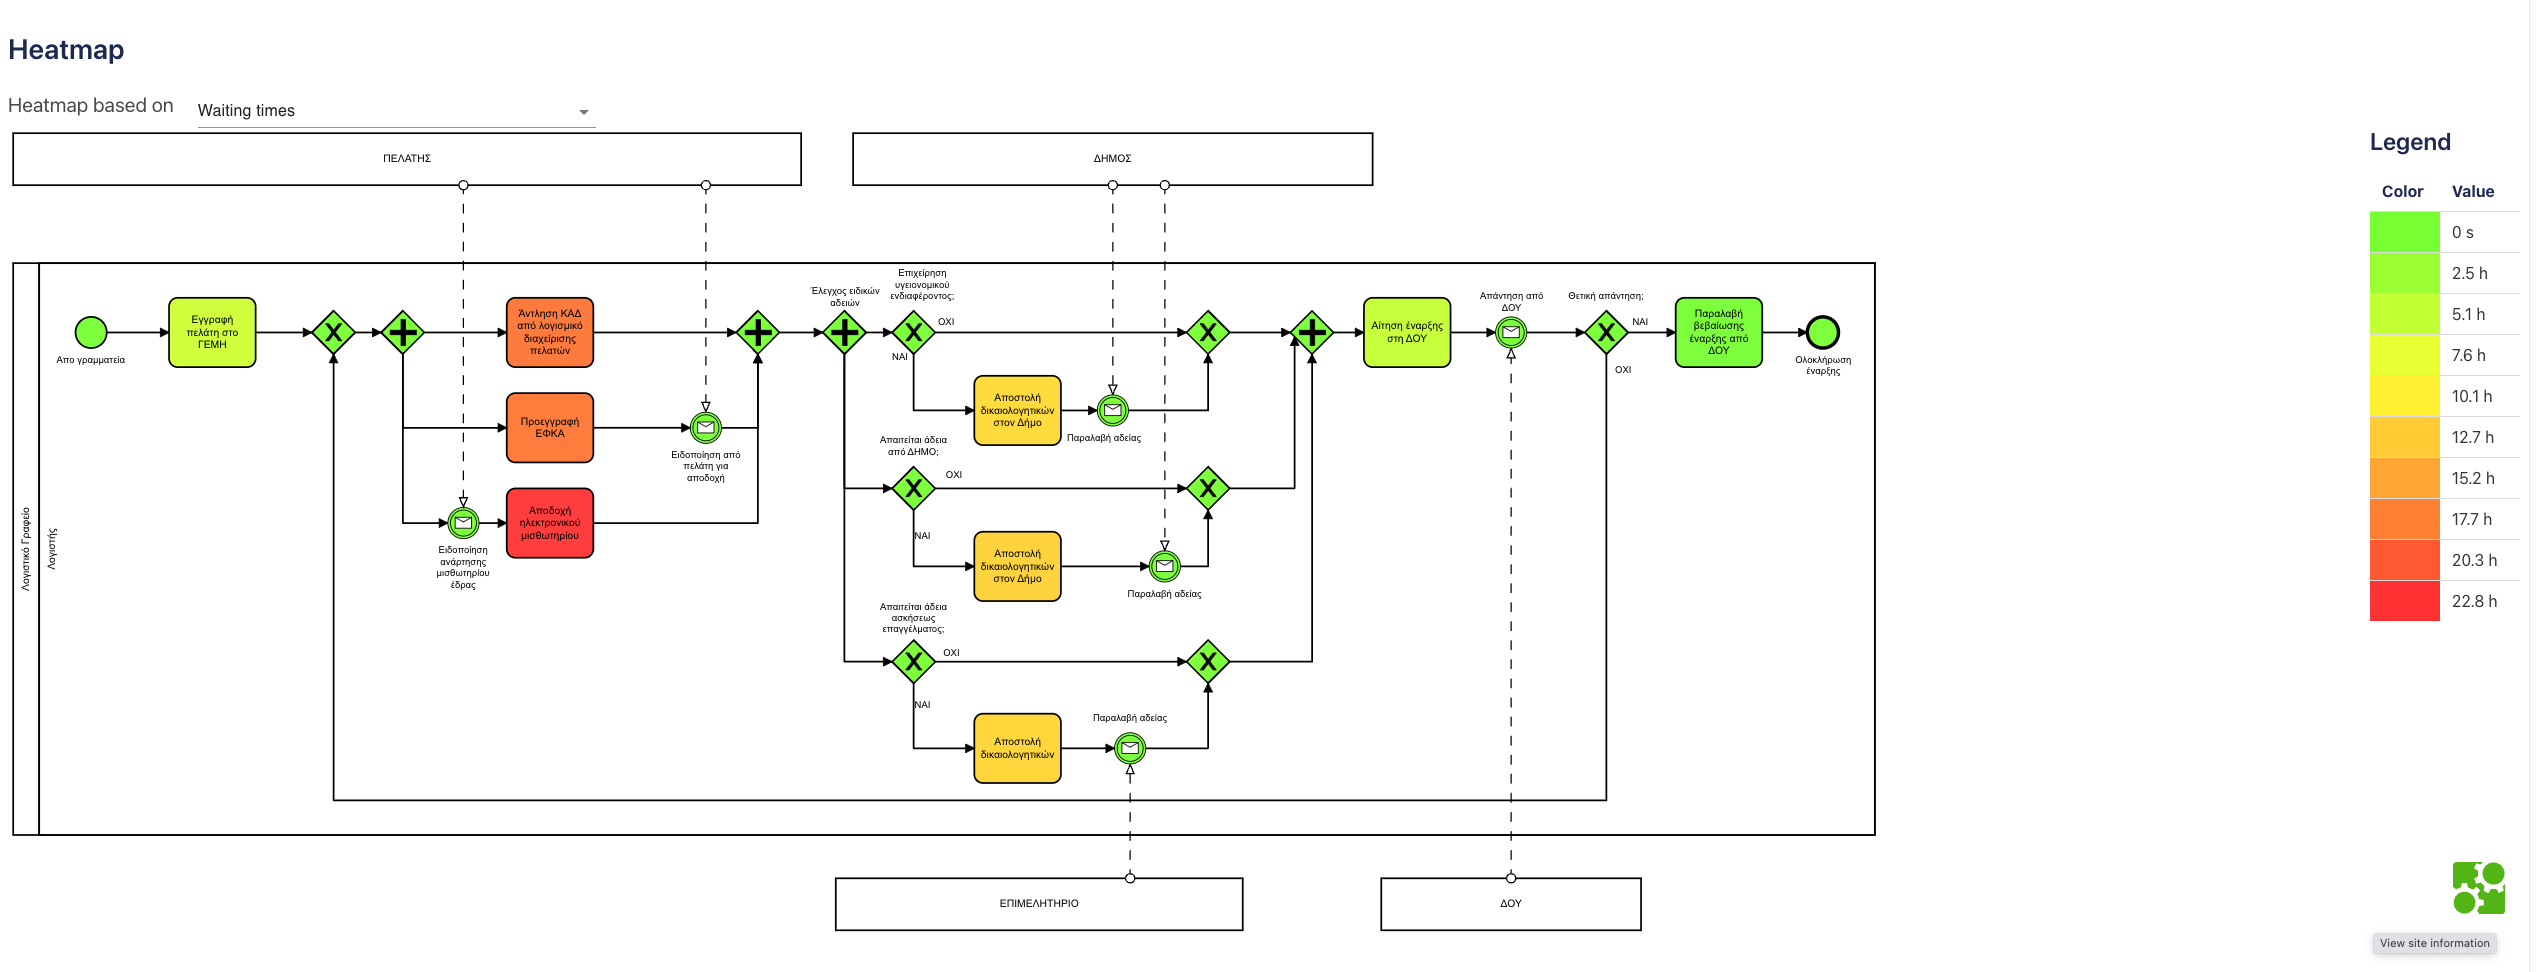 Heatmap
Heatmap based on
Waiting times
ΠΕΛΑΤΗΣ
ΔΗΜΟΣ
Legend
Color Value
0 s
2.5 h
5.1 h
7.6 h
10.1 h
12.7 h
15.2 h
17.7 h
20.3 h
22.8 h
Λογιστικό Γραφείο
Λογιστής
Απο γραμματεία
Εγγραφή
πελάτη στο
ΓΕΜΗ
Άντληση ΚΑΔ
από λογισμικό
διαχείρισης
πελατών
Προεγγραφή
ΕΦΚΑ
Ειδοποίηση από
πελάτη για
αποδοχή
Ειδοποίηση
ανάρτησης
μισθωτηρίου
έδρας
Αποδοχή
ηλεκτρονικού
μισθωτηρίου
Έλεγχος ειδικών
αδειών
Επιχείρηση
υγειονομικού
ενδιαφέροντος;
ΟΧΙ
ΝΑΙ
Αποστολή
δικαιολογητικών
στον Δήμο
Παραλαβή αδείας
Απαιτείται άδεια
από ΔΗΜΟ;
ΟΧΙ
ΝΑΙ
Αποστολή
δικαιολογητικών
στον Δήμο
Παραλαβή αδείας
Απαιτείται άδεια
ασκήσεως
επαγγέλματος;
ΟΧΙ
ΝΑΙ
Αποστολή
δικαιολογητικών
Παραλαβή αδείας
Αίτηση έναρξης
στη ΔΟΥ
Απάντηση από
ΔΟΥ
Θετική απάντηση;
ΝΑΙ
ΟΧΙ
Παραλαβή
βεβαίωσης
έναρξης από
ΔΟΥ
Ολοκλήρωση
έναρξης
ΕΠΙΜΕΛΗΤΗΡΙΟ
ΔΟΥ
View site information